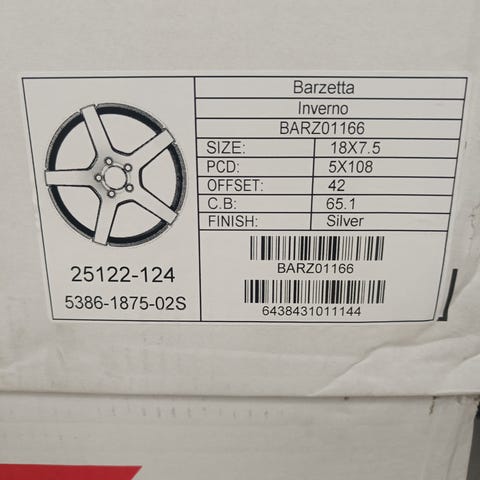 Barzetta
Inverno
BARZ01166
SIZE: 18X7.5
PCD: 5X108
OFFSET: 42
C.B: 65.1
FINISH: Silver
BARZ01166
6438431011144
25122-124
5386-1875-02S